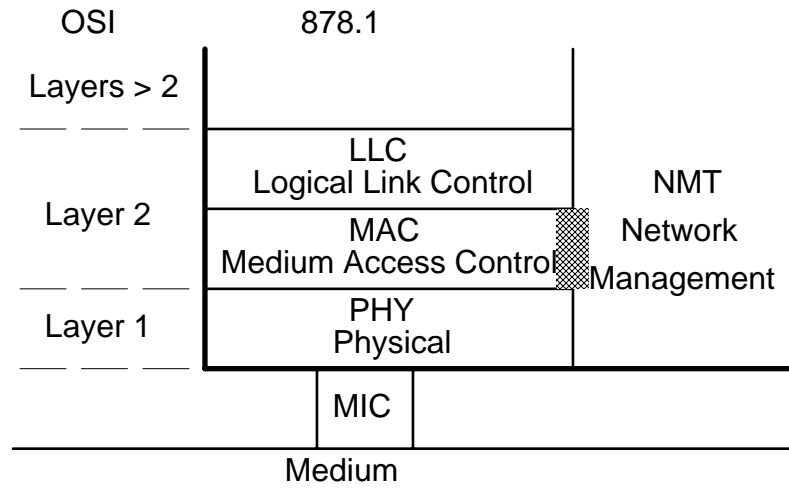 OSI 878.1
Layers > 2
LLC
Logical Link Control
Layer 2
MAC
Medium Access Control
NMT
Network
Management
PHY
Physical
Layer 1
MIC
Medium